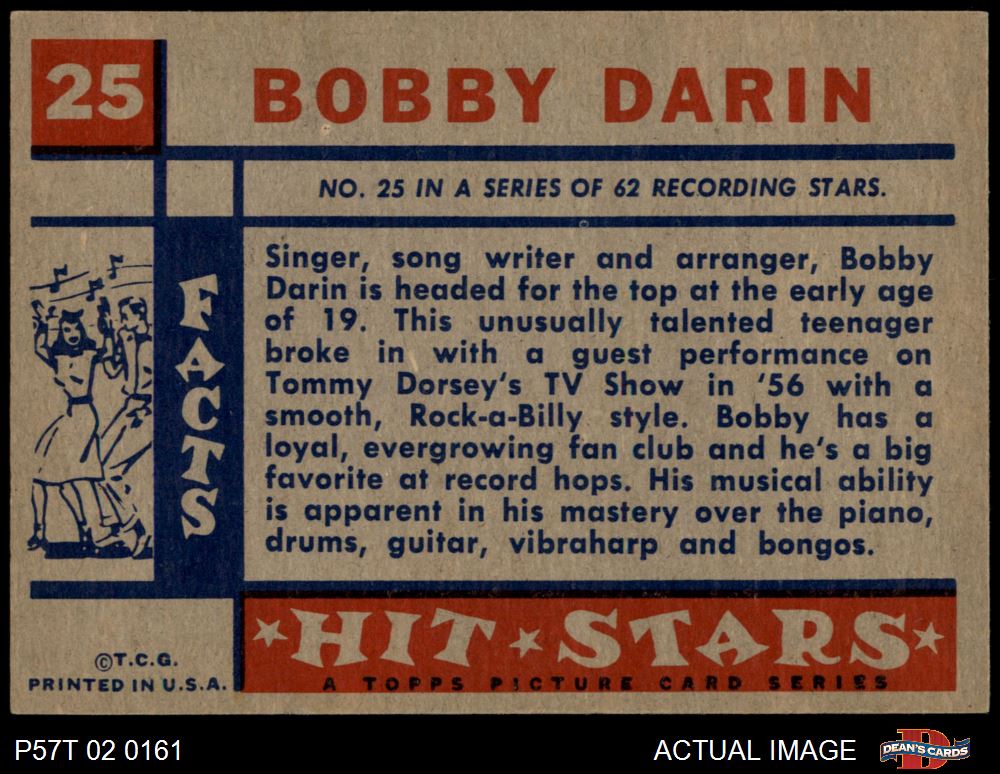 25
BOBBY DARIN
NO. 25 IN A SERIES OF 62 RECORDING STARS.
FACTS
Singer, song writer and arranger, Bobby
Darin is headed for the top at the early age
of 19. This unusually talented teenager
broke in with a guest performance on
Tommy Dorsey's TV Show in '56 with a
smooth, Rock-a-Billy style. Bobby has a
loyal, evergrowing fan club and he's a big
favorite at record hops. His musical ability
is apparent in his mastery over the piano,
drums, guitar, vibraharp and bongos.
©T.C.G.
PRINTED IN U.S.A.
HIT STARS
A TOPPS PICTURE CARD SERIES
P57T 02 0161
ACTUAL IMAGE
DEAN'S CARDS